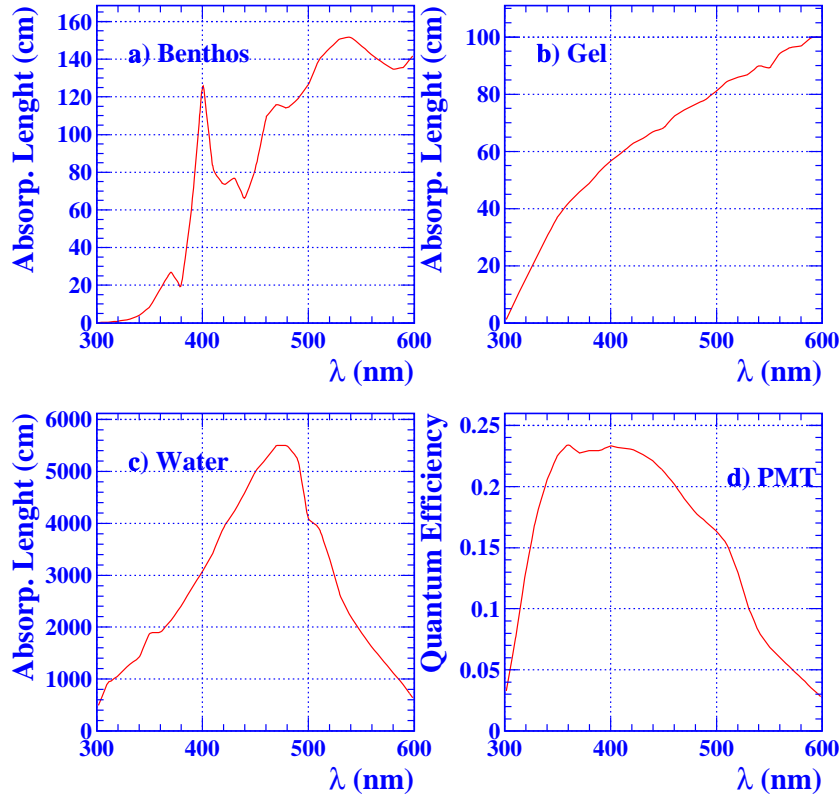 a) Benthos
Absorp. Lenght (cm)
160
140
120
100
80
60
40
20
0
300 400 500 600
λ (nm)
b) Gel
Absorp. Lenght (cm)
100
80
60
40
20
0
300 400 500 600
λ (nm)
c) Water
Absorp. Lenght (cm)
6000
5000
4000
3000
2000
1000
0
300 400 500 600
λ (nm)
d) PMT
Quantum Efficiency
0.25
0.2
0.15
0.1
0.05
0
300 400 500 600
λ (nm)